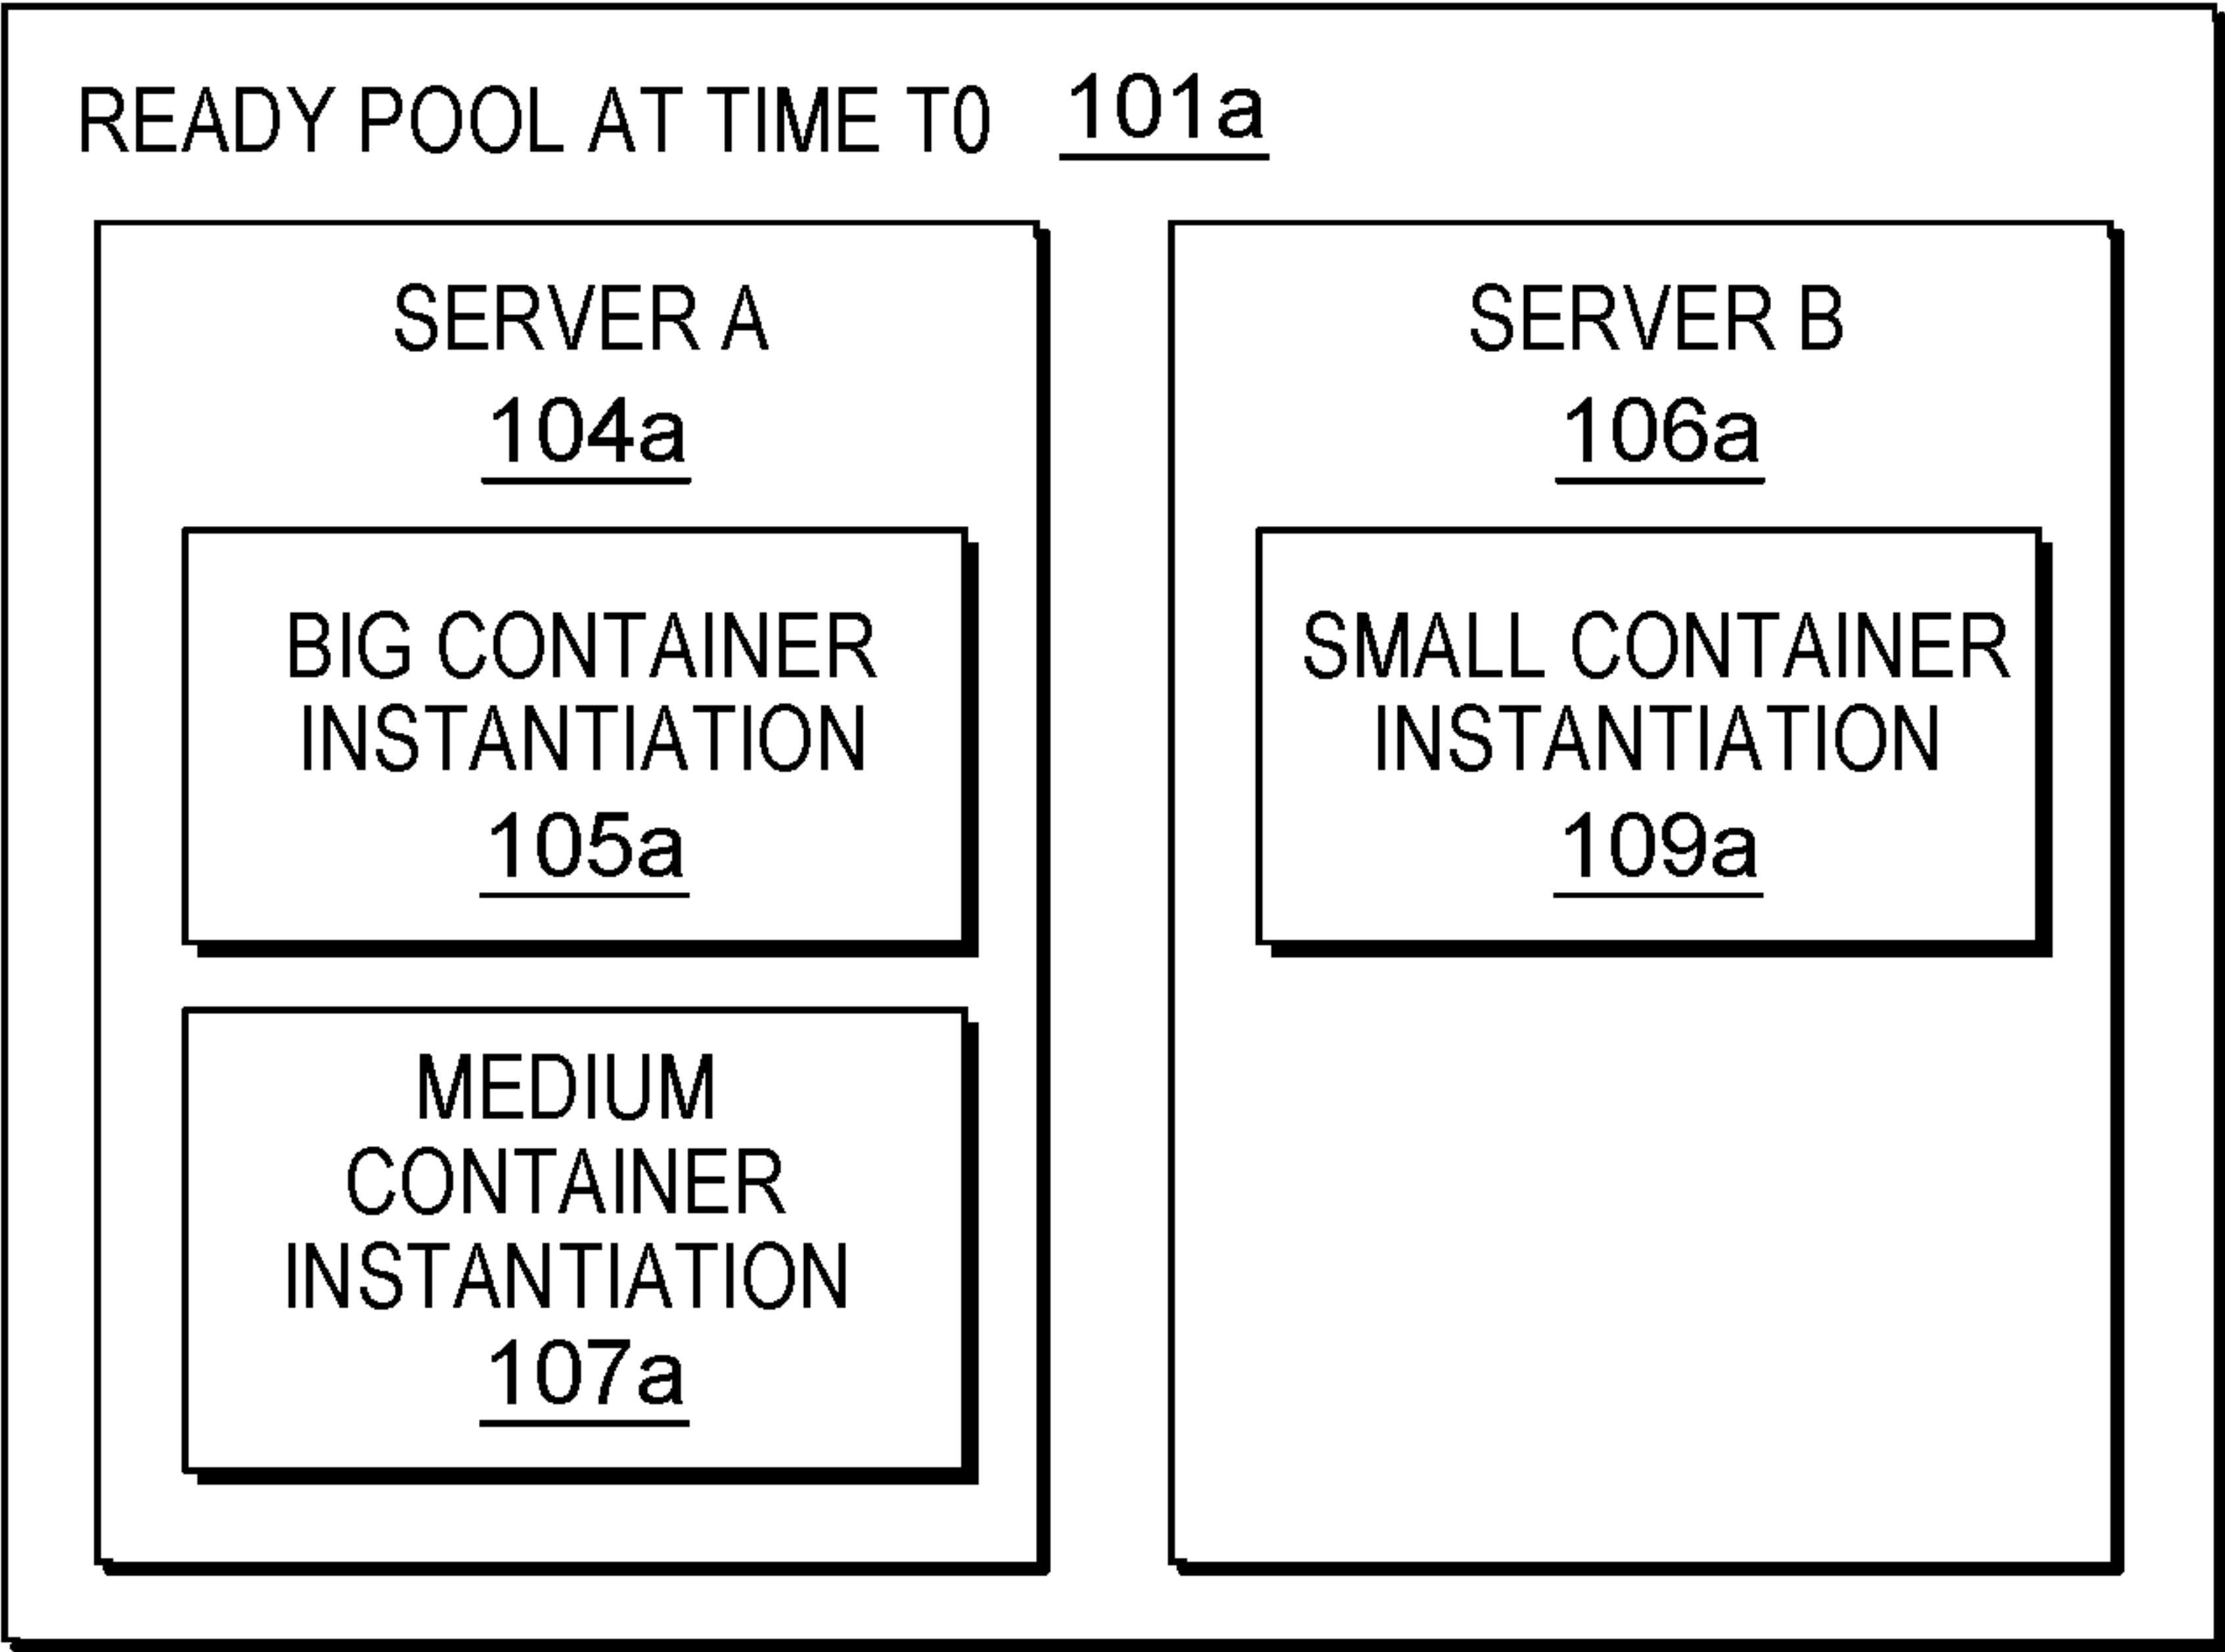 READY POOL AT TIME T0 101a
SERVER A
104a
BIG CONTAINER
INSTANTIATION
105a
MEDIUM
CONTAINER
INSTANTIATION
107a
SERVER B
106a
SMALL CONTAINER
INSTANTIATION
109a